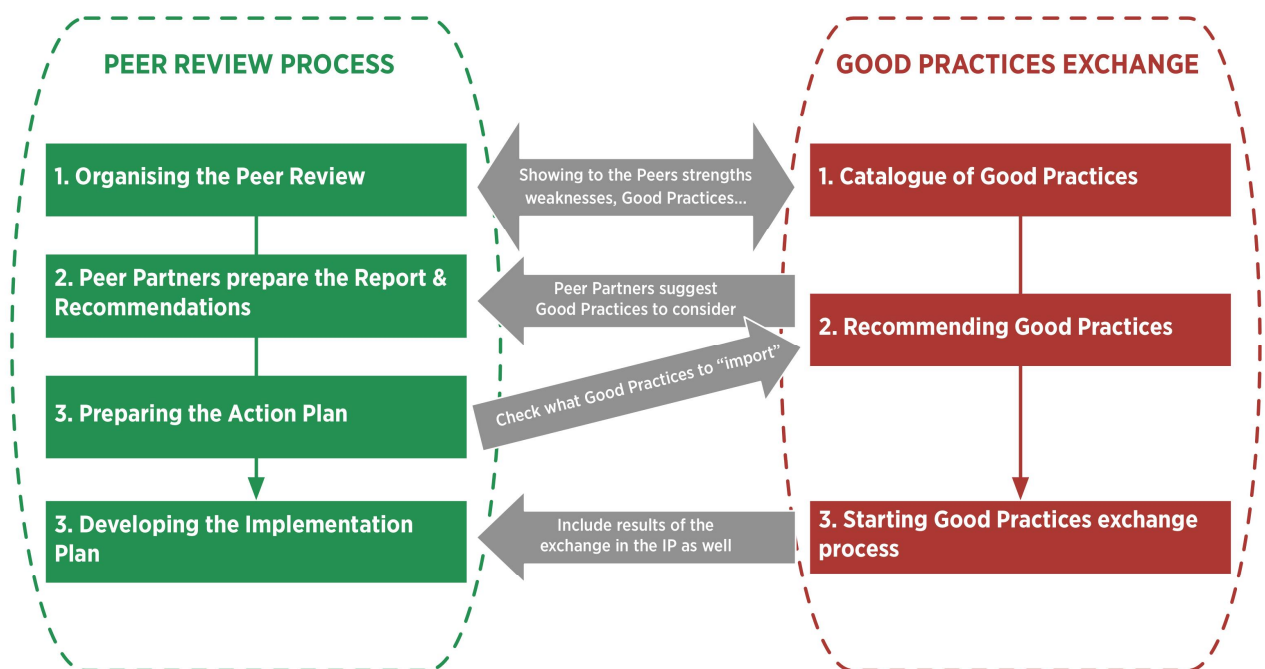 PEER REVIEW PROCESS
1. Organising the Peer Review
2. Peer Partners prepare the Report &
Recommendations
3. Preparing the Action Plan
3. Developing the Implementation
Plan
Showing to the Peers strengths
weaknesses, Good Practices...
Peer Partners suggest
Good Practices to consider
Check what Good Practices to “import”
Include results of the
exchange in the IP as well
GOOD PRACTICES EXCHANGE
1. Catalogue of Good Practices
2. Recommending Good Practices
3. Starting Good Practices exchange
process